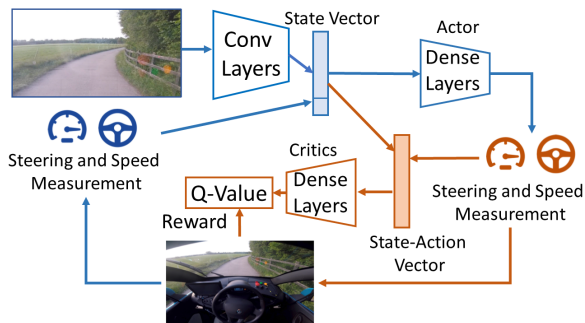 State Vector
Actor
Conv
Layers
Dense
Layers
Steering and Speed
Measurement
Critics
Dense
Layers
Q-Value
Reward
Steering and Speed
Measurement
State-Action
Vector